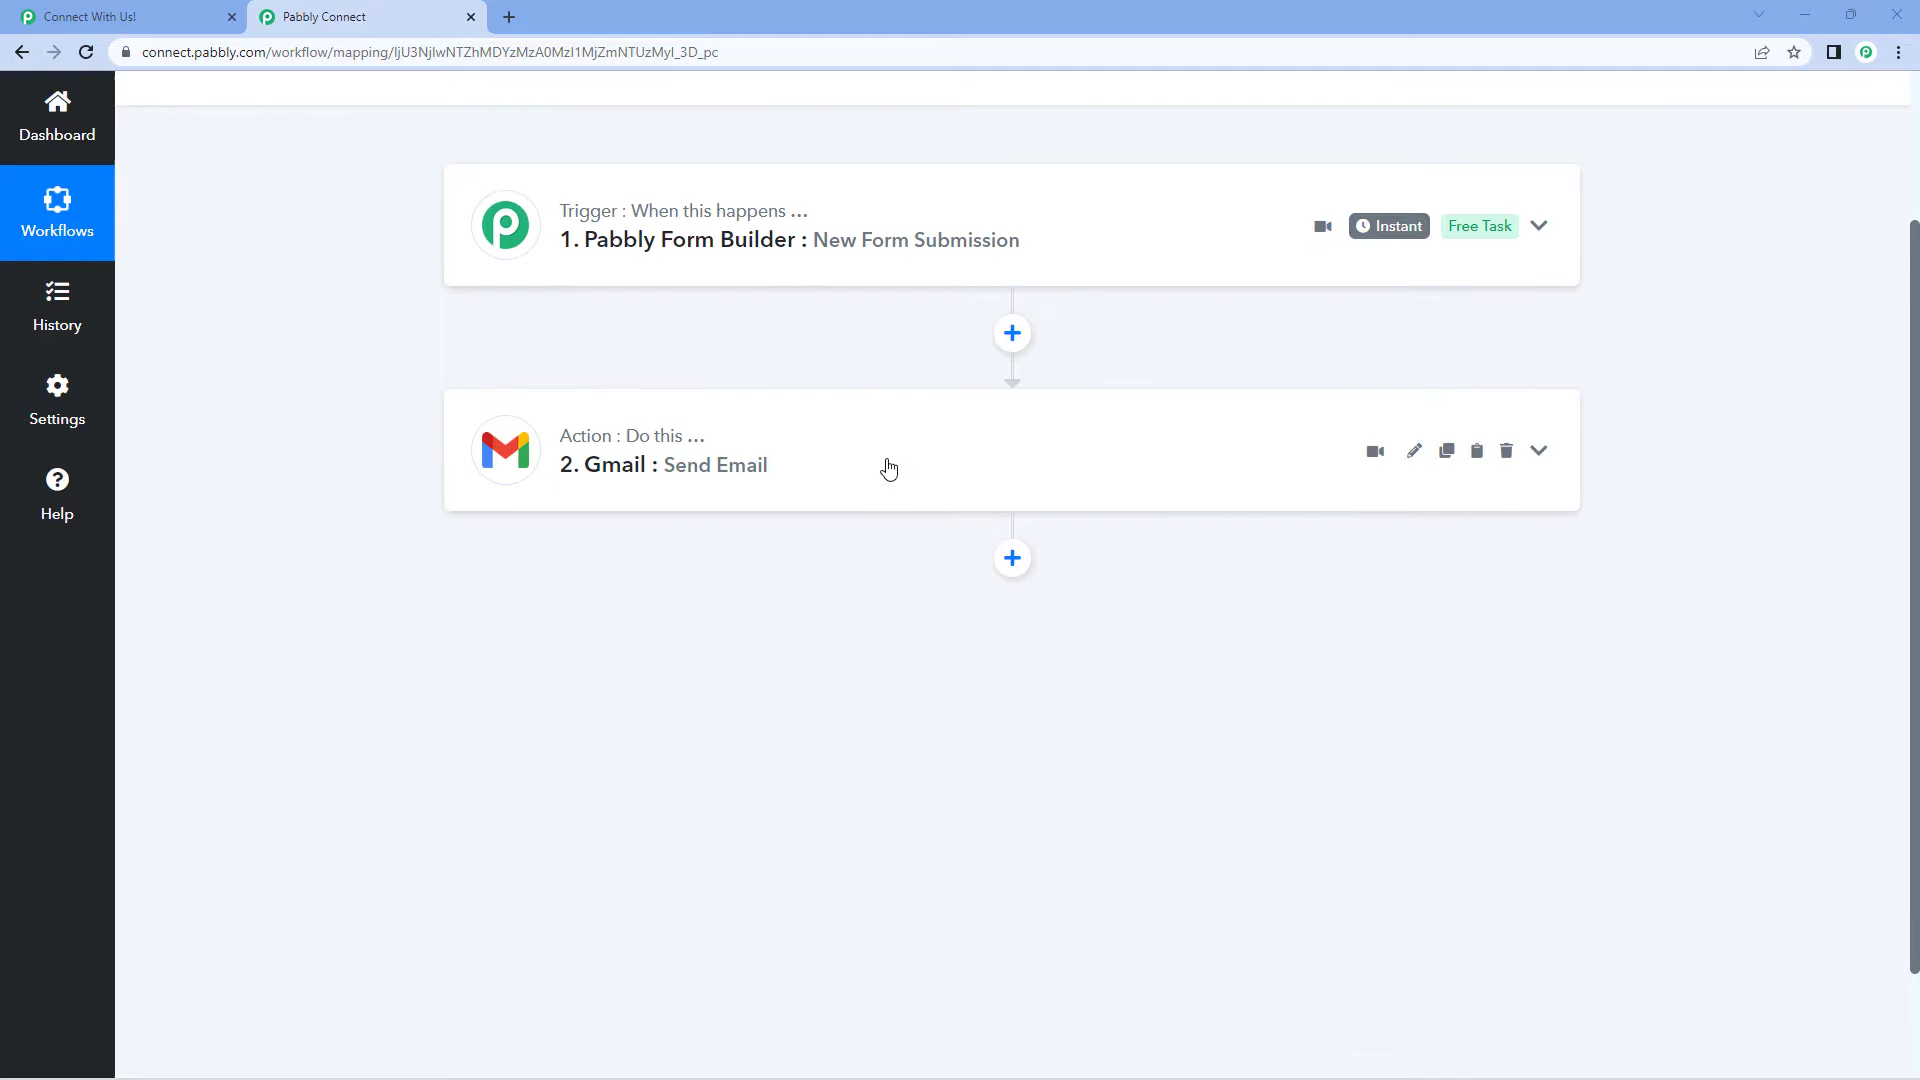 Connect With Us!
Pabbly Connect
connect.pabbly.com/workflow/mapping/IjU3NjIwNTZhMDYzMzA0MzI1MjZmNTUzMyI_3D_pc
Dashboard
Workflows
History
Settings
Help
Trigger : When this happens ...
1. Pabbly Form Builder : New Form Submission
Instant
Free Task
Action : Do this ...
2. Gmail : Send Email